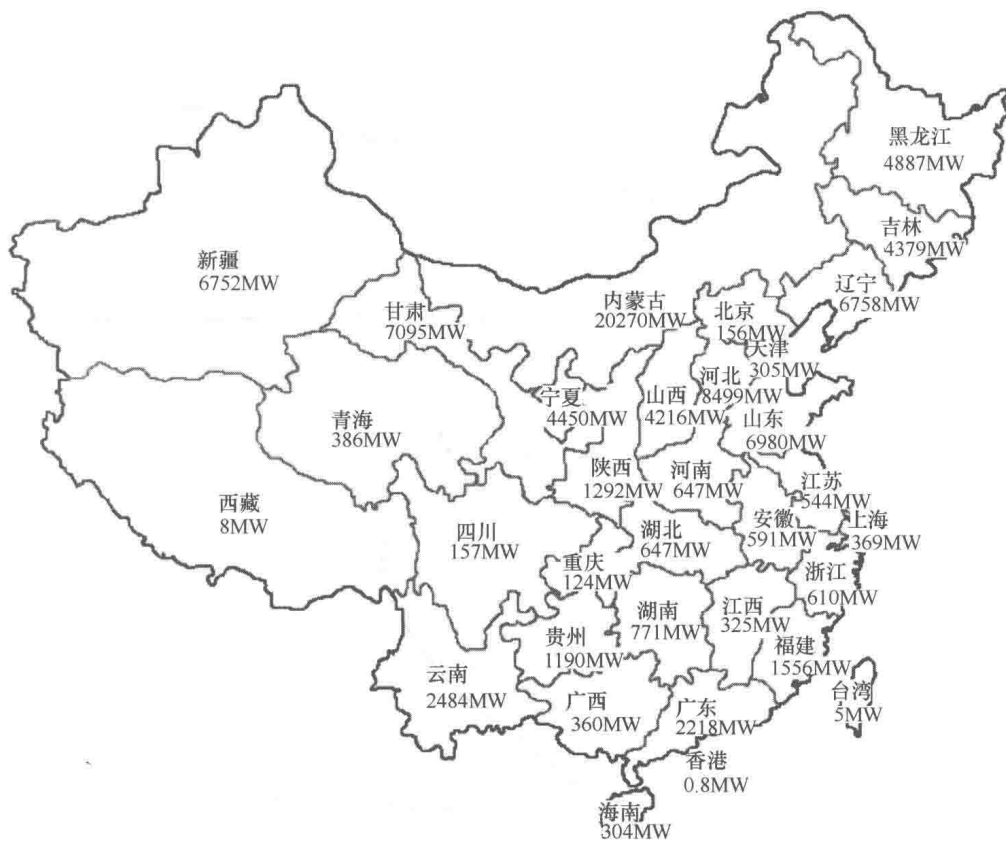 黑龙江
4887MW
吉林
4379MW
新疆
6752MW
甘肃
7095MW
内蒙古
20270MW
北京
156MW
辽宁
6758MW
天津
305MW
河北
8499MW
宁夏
4450MW
山西
4216MW
山东
6980MW
青海
386MW
陕西
1292MW
河南
647MW
江苏
544MW
西藏
8MW
四川
157MW
湖北
647MW
安徽
591MW
上海
369MW
重庆
124MW
浙江
610MW
湖南
771MW
江西
325MW
贵州
1190MW
福建
1556MW
云南
2484MW
广西
360MW
广东
2218MW
台湾
5MW
香港
0.8MW
海南
304MW